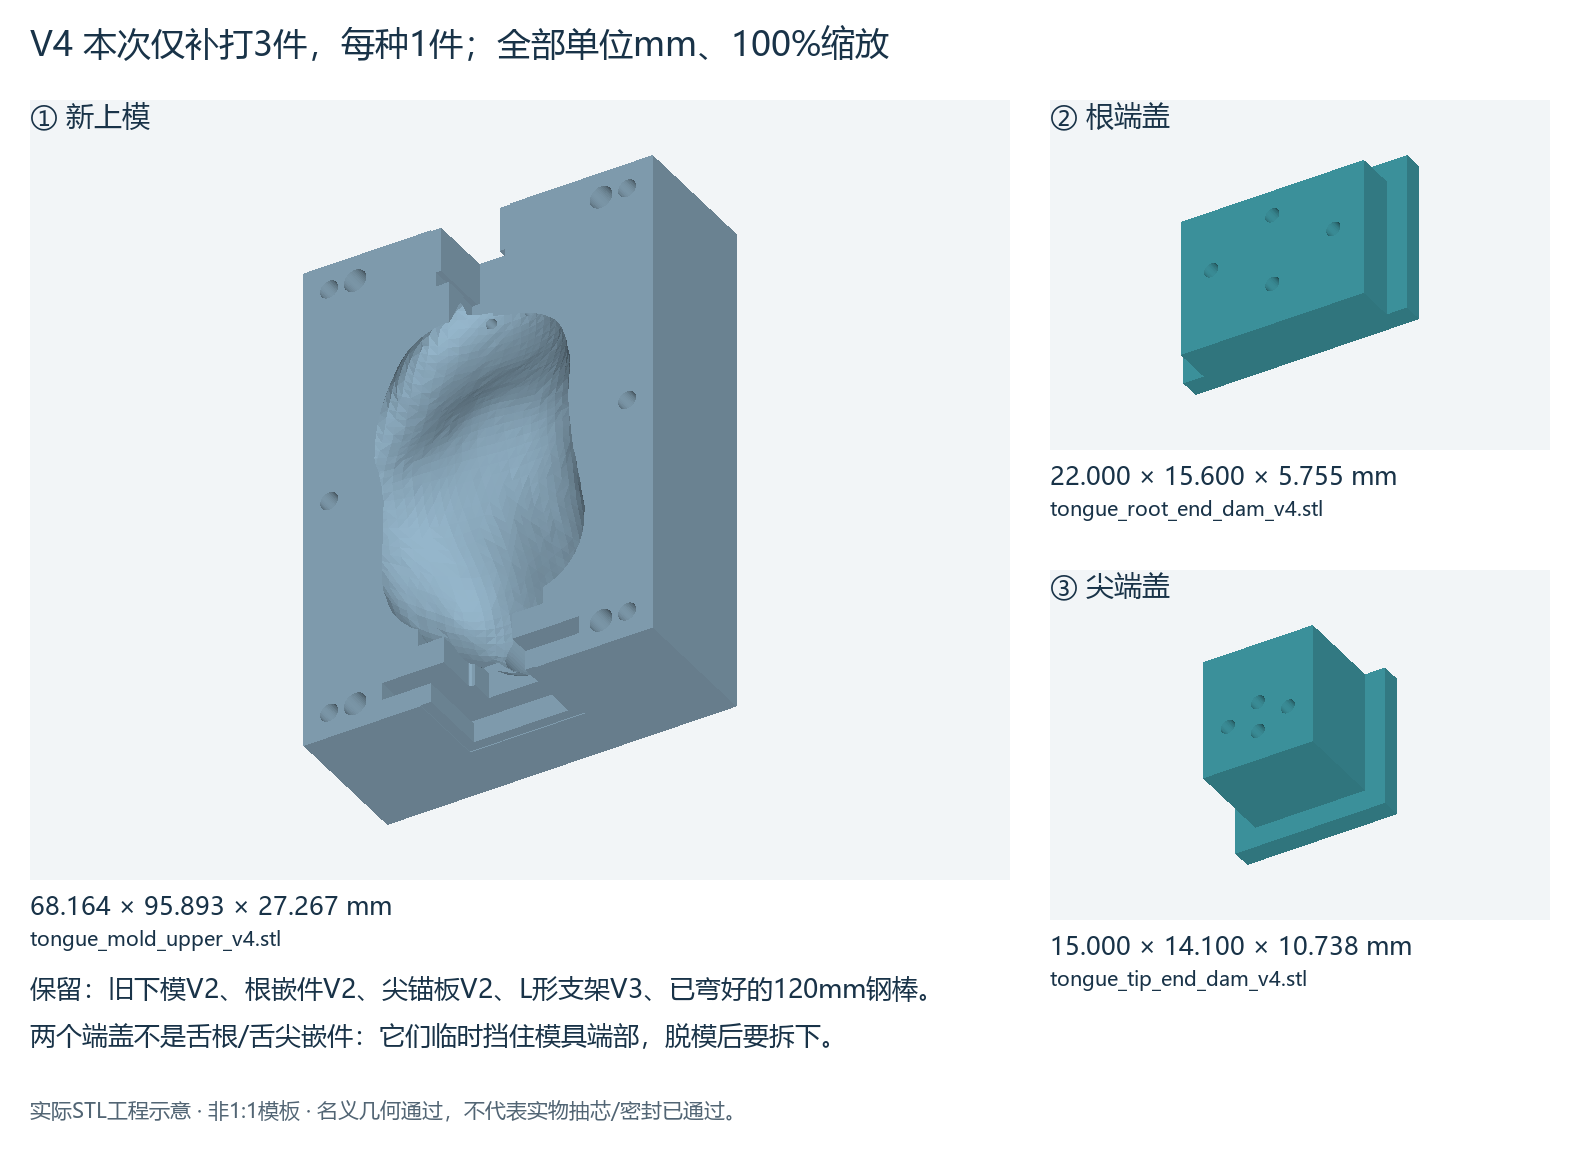 V4 本次仅补打3件，每种1件；全部单位mm、100%缩放
① 新上模
68.164 × 95.893 × 27.267 mm
tongue_mold_upper_v4.stl
② 根端盖
22.000 × 15.600 × 5.755 mm
tongue_root_end_dam_v4.stl
③ 尖端盖
15.000 × 14.100 × 10.738 mm
tongue_tip_end_dam_v4.stl
保留：旧下模V2、根嵌件V2、尖锚板V2、L形支架V3、已弯好的120mm钢棒。
两个端盖不是舌根/舌尖嵌件：它们临时挡住模具端部，脱模后要拆下。
实际STL工程示意 · 非1:1模板 · 名义几何通过，不代表实物抽芯/密封已通过。